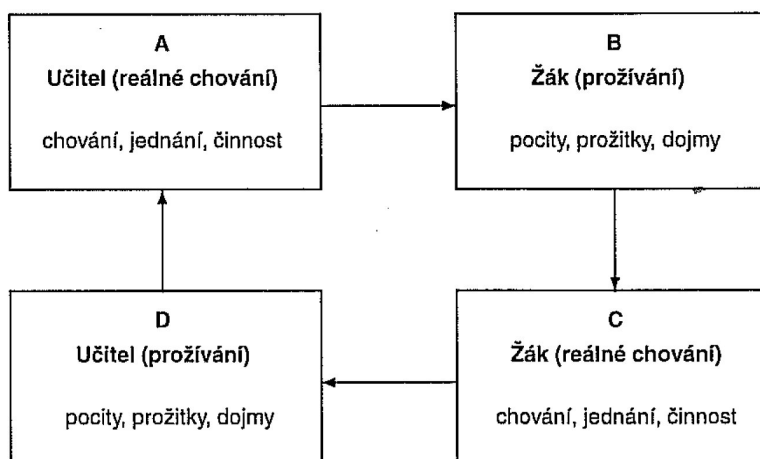 A
Učitel (reálné chování)
chování, jednání, činnost
B
Žák (prožívání)
pocity, prožitky, dojmy
D
Učitel (prožívání)
pocity, prožitky, dojmy
C
Žák (reálné chování)
chování, jednání, činnost